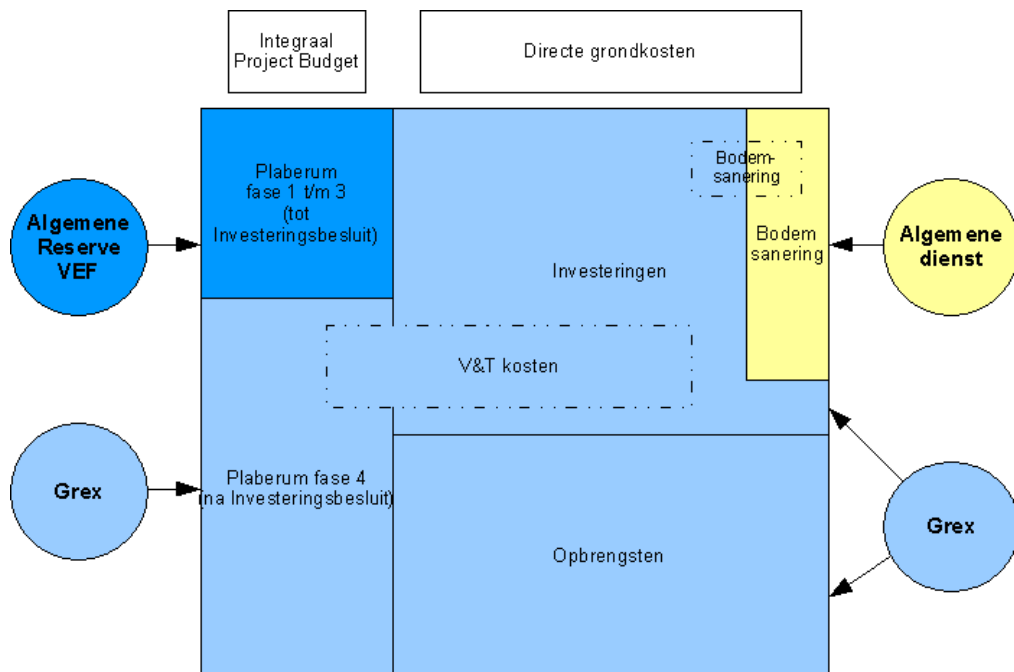 Integraal
Project Budget
Directe grondkosten
Plaberum
fase 1 t/m 3
(tot
Investeringsbesluit)
Bodem-
sanering
Algemene
Reserve
VEF
Bodem
sanering
Algemene
dienst
Investeringen
V&T kosten
Plaberum fase 4
(na Investeringsbesluit)
Grex
Grex
Opbrengsten